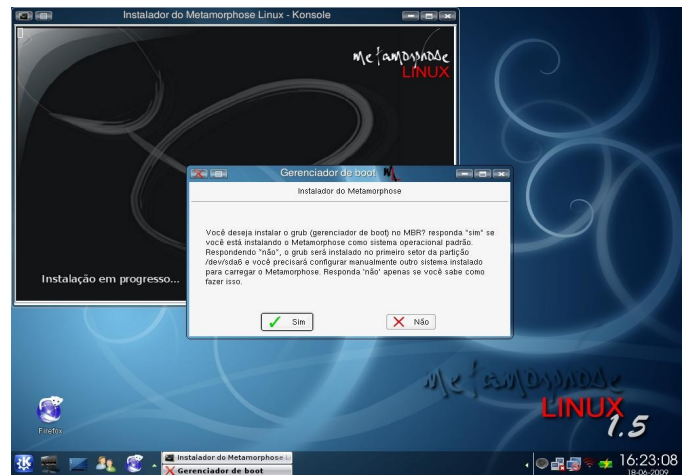 Instalador do Metamorphose Linux - Konsole
metamorphose
LINUX
Gerenciador de boot
Instalador do Metamorphose
Você deseja instalar o grub (gerenciador de boot) no MBR? responda "sim" se
você está instalando o Metamorphose como sistema operacional padrão.
Respondendo "não", o grub será instalado no primeiro setor da partição
/dev/sda6 e você precisará configurar manualmente outro sistema instalado
para carregar o Metamorphose. Responda 'não' apenas se você sabe como
fazer isso.
Instalação em progresso...
Sim
Não
metamorphose
LINUX
1.5
Firefox
Instalador do Metamorphose L
Gerenciador de boot
16:23:08
18-06-2009